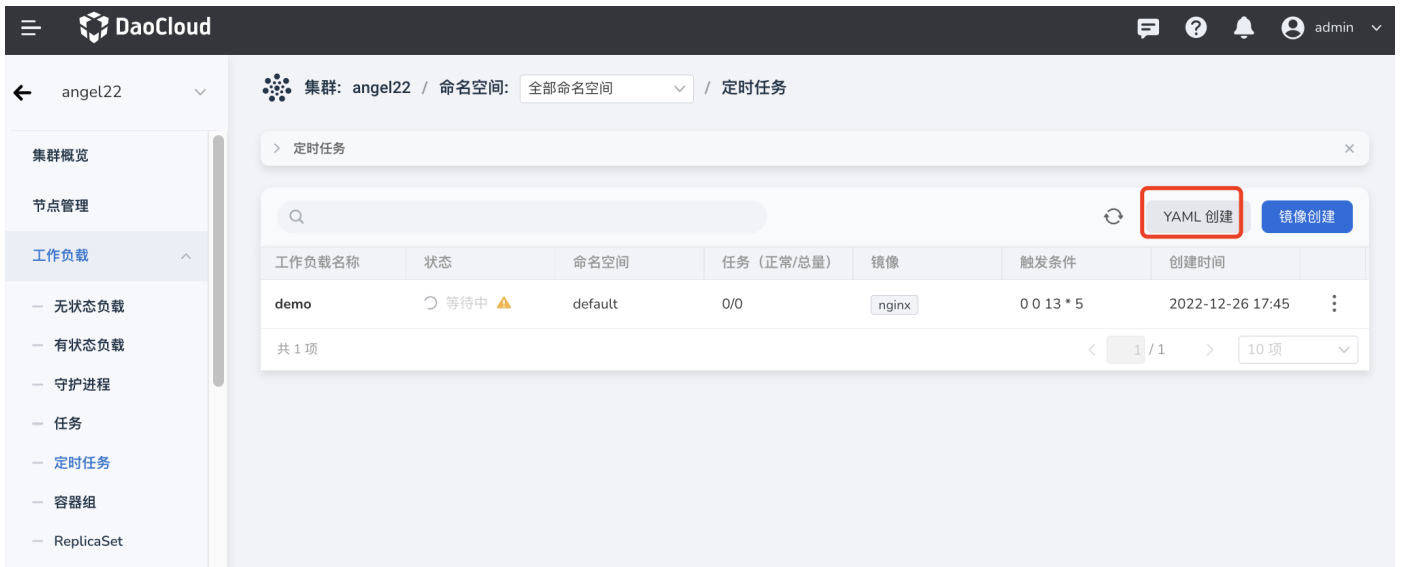 DaoCloud
admin
angel22
集群: angel22 / 命名空间: 全部命名空间 / 定时任务
集群概览
定时任务
节点管理
YAML 创建
镜像创建
工作负载
工作负载名称 状态 命名空间 任务（正常/总量） 镜像 触发条件 创建时间
demo 等待中 default 0/0 nginx 0 0 13 * 5 2022-12-26 17:45
共 1 项
1 / 1
10 项
无状态负载
有状态负载
守护进程
任务
定时任务
容器组
ReplicaSet